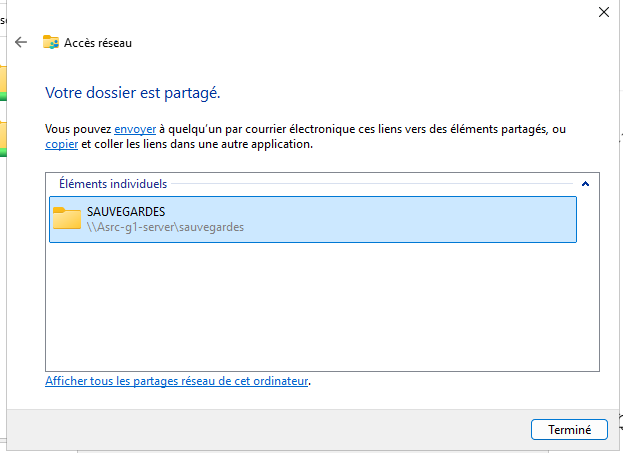 Accès réseau
Votre dossier est partagé.
Vous pouvez envoyer à quelqu'un par courrier électronique ces liens vers des éléments partagés, ou
copier et coller les liens dans une autre application.
Éléments individuels
SAUVEGARDES
\\Asrc-g1-server\sauvegardes
Afficher tous les partages réseau de cet ordinateur.
Terminé